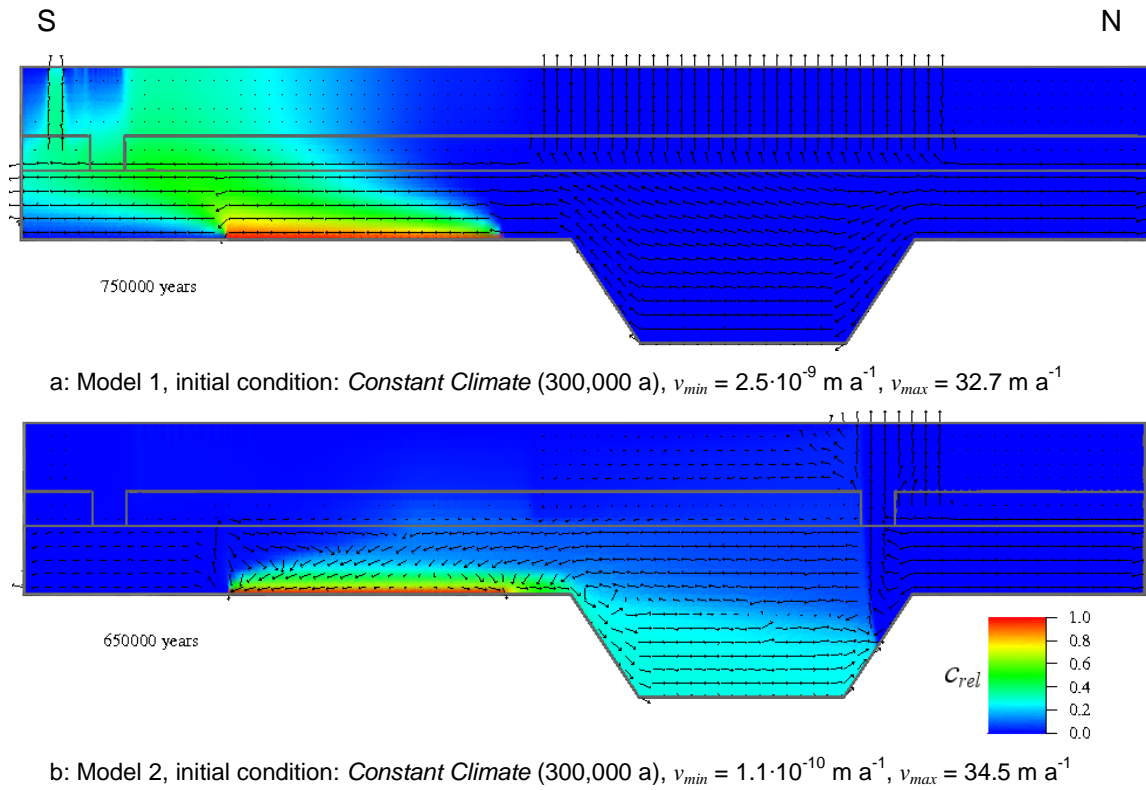 S N
750000 years
a: Model 1, initial condition: Constant Climate (300,000 a), vmin = 2.5·10⁻⁹ m a⁻¹, vmax = 32.7 m a⁻¹
650000 years
1.0
0.8
0.6
crel 0.4
0.2
0.0
b: Model 2, initial condition: Constant Climate (300,000 a), vmin = 1.1·10⁻¹⁰ m a⁻¹, vmax = 34.5 m a⁻¹